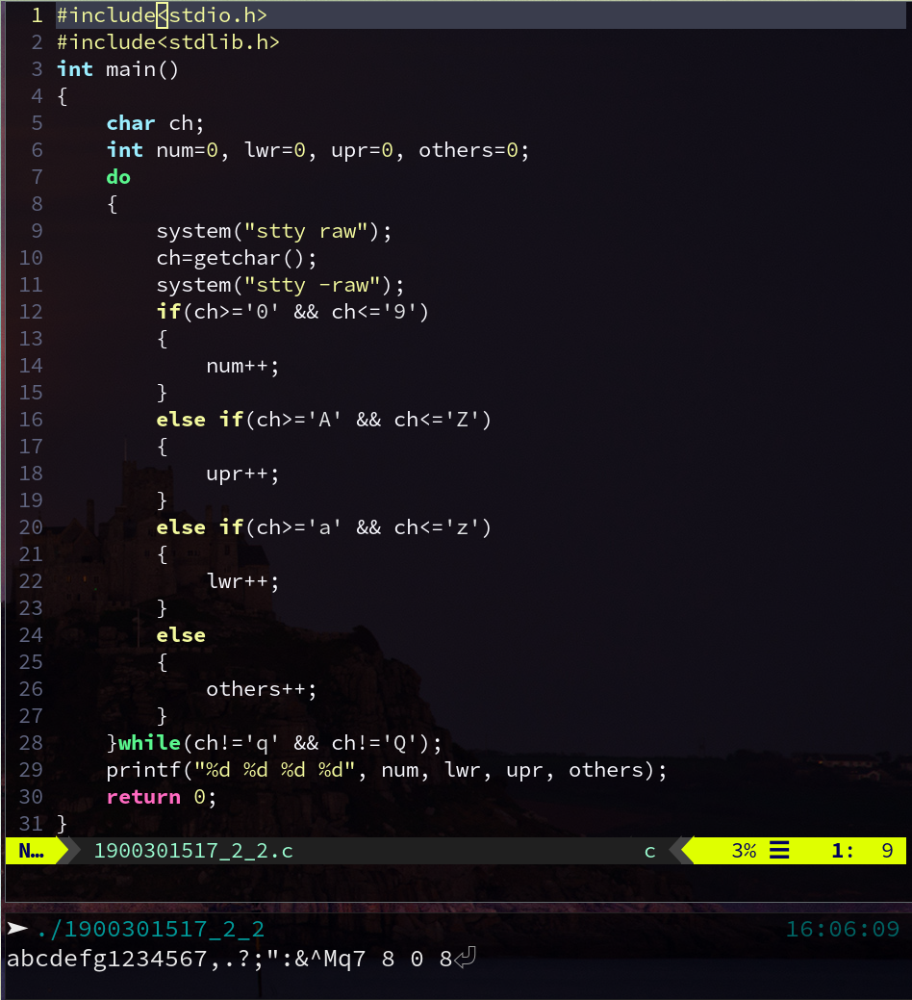 1 #include<stdio.h>
2 #include<stdlib.h>
3 int main()
4 {
5     char ch;
6     int num=0, lwr=0, upr=0, others=0;
7     do
8     {
9         system("stty raw");
10         ch=getchar();
11         system("stty -raw");
12         if(ch>='0' && ch<='9')
13         {
14             num++;
15         }
16         else if(ch>='A' && ch<='Z')
17         {
18             upr++;
19         }
20         else if(ch>='a' && ch<='z')
21         {
22             lwr++;
23         }
24         else
25         {
26             others++;
27         }
28     }while(ch!='q' && ch!='Q');
29     printf("%d %d %d %d", num, lwr, upr, others);
30     return 0;
31 }
N… 1900301517_2_2.c c 3% ☰ 1: 9
➤ ./1900301517_2_2 16:06:09
abcdefg1234567,.?;":&^Mq7 8 0 8⏎